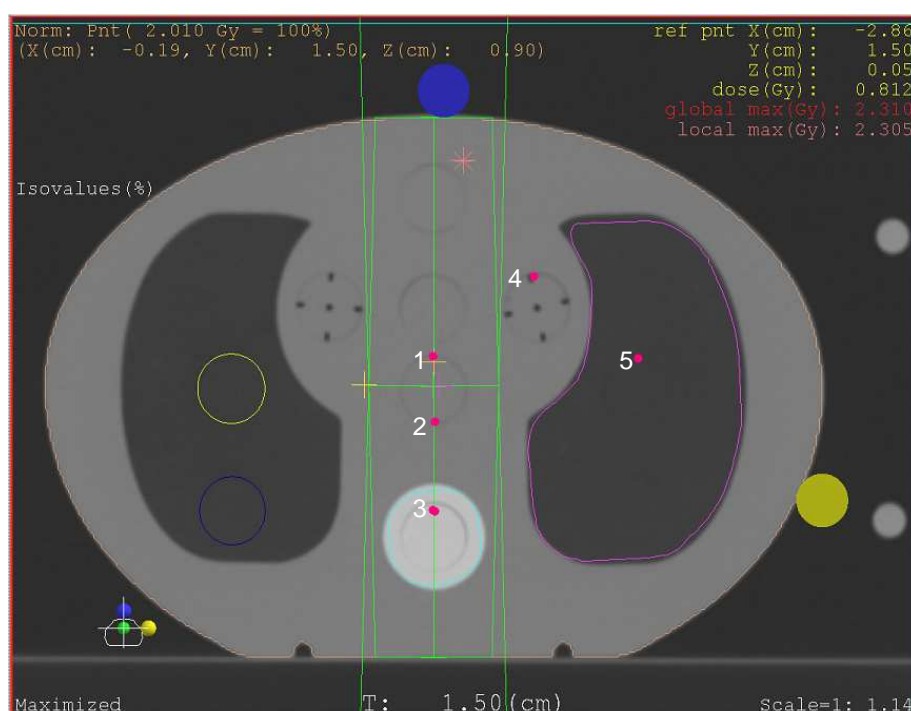 Norm: Pnt( 2.010 Gy = 100%)
(X(cm): -0.19, Y(cm): 1.50, Z(cm): 0.90)
ref pnt X(cm): -2.86
Y(cm): 1.50
Z(cm): 0.05
dose(Gy): 0.812
global max(Gy): 2.310
local max(Gy): 2.305
Isovalues(%)
4
1
5
2
3
Maximized
T: 1.50(cm)
Scale=1: 1.14